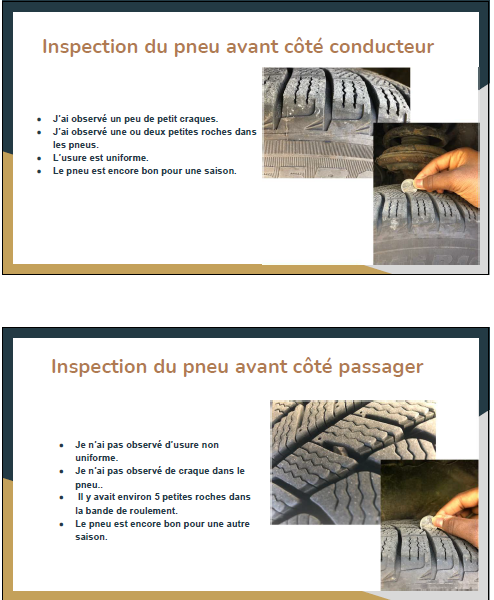 Inspection du pneu avant côté conducteur
● J'ai observé un peu de petit craques.
● J'ai observé une ou deux petites roches dans
les pneus.
● L'usure est uniforme.
● Le pneu est encore bon pour une saison.
Inspection du pneu avant côté passager
● Je n'ai pas observé d'usure non
uniforme.
● Je n'ai pas observé de craque dans le
pneu..
● Il y avait environ 5 petites roches dans
la bande de roulement.
● Le pneu est encore bon pour une autre
saison.